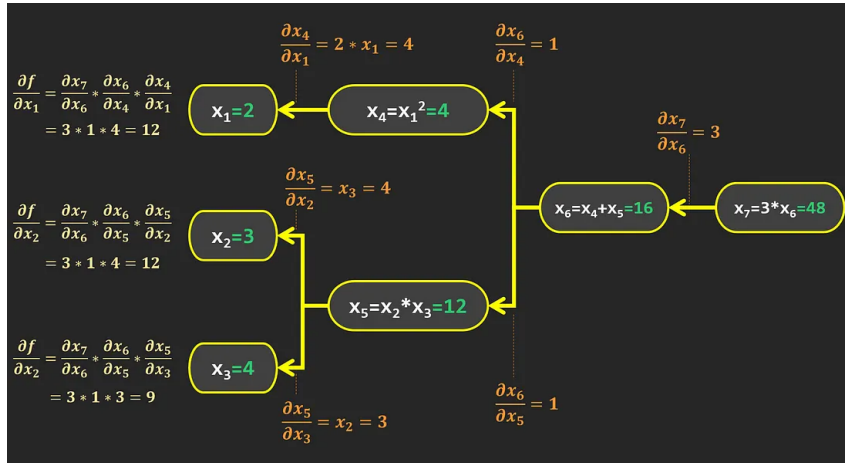 ∂x₄/∂x₁ = 2 * x₁ = 4
∂x₆/∂x₄ = 1
∂f/∂x₁ = ∂x₇/∂x₆ * ∂x₆/∂x₄ * ∂x₄/∂x₁
= 3 * 1 * 4 = 12
x₁=2
x₄=x₁²=4
∂x₇/∂x₆ = 3
∂x₅/∂x₂ = x₃ = 4
∂f/∂x₂ = ∂x₇/∂x₆ * ∂x₆/∂x₅ * ∂x₅/∂x₂
= 3 * 1 * 4 = 12
x₂=3
x₆=x₄+x₅=16
x₇=3*x₆=48
x₅=x₂*x₃=12
∂f/∂x₂ = ∂x₇/∂x₆ * ∂x₆/∂x₅ * ∂x₅/∂x₃
= 3 * 1 * 3 = 9
x₃=4
∂x₅/∂x₃ = x₂ = 3
∂x₆/∂x₅ = 1